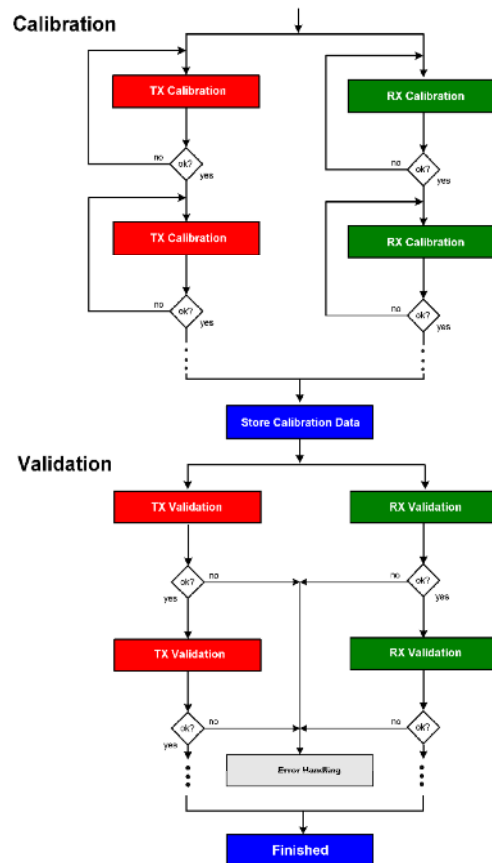 Calibration
TX Calibration
RX Calibration
no
ok?
yes
no
ok?
yes
TX Calibration
RX Calibration
no
ok?
yes
no
ok?
yes
Store Calibration Data
Validation
TX Validation
RX Validation
ok?
no
yes
no
ok?
yes
TX Validation
RX Validation
ok?
no
yes
no
ok?
Error Handling
Finished